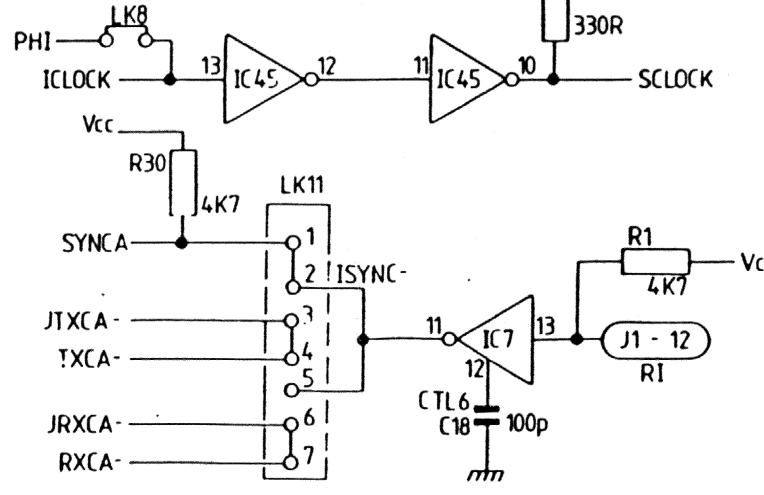 LK8
330R
PHI
ICLOCK
13
IC45
12
11
IC45
10
SCLOCK
Vcc
R30
4K7
LK11
SYNCA
1
2
ISYNC-
R1
4K7
Vc
JTXCA-
3
TXCA-
4
5
11
IC7
13
J1 - 12
RI
12
CTL6
C18
100p
JRXCA-
6
RXCA-
7